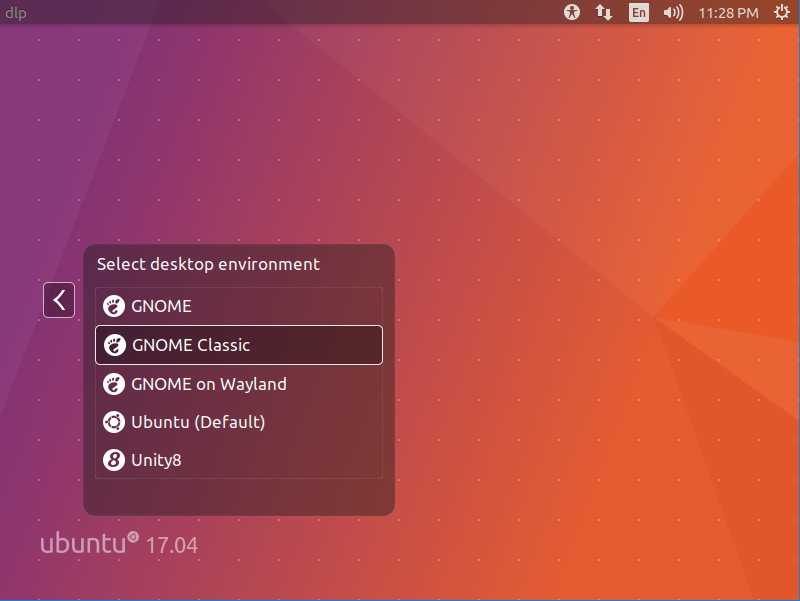 dlp
En
11:28 PM
Select desktop environment
GNOME
GNOME Classic
GNOME on Wayland
Ubuntu (Default)
Unity8
ubuntu 17.04